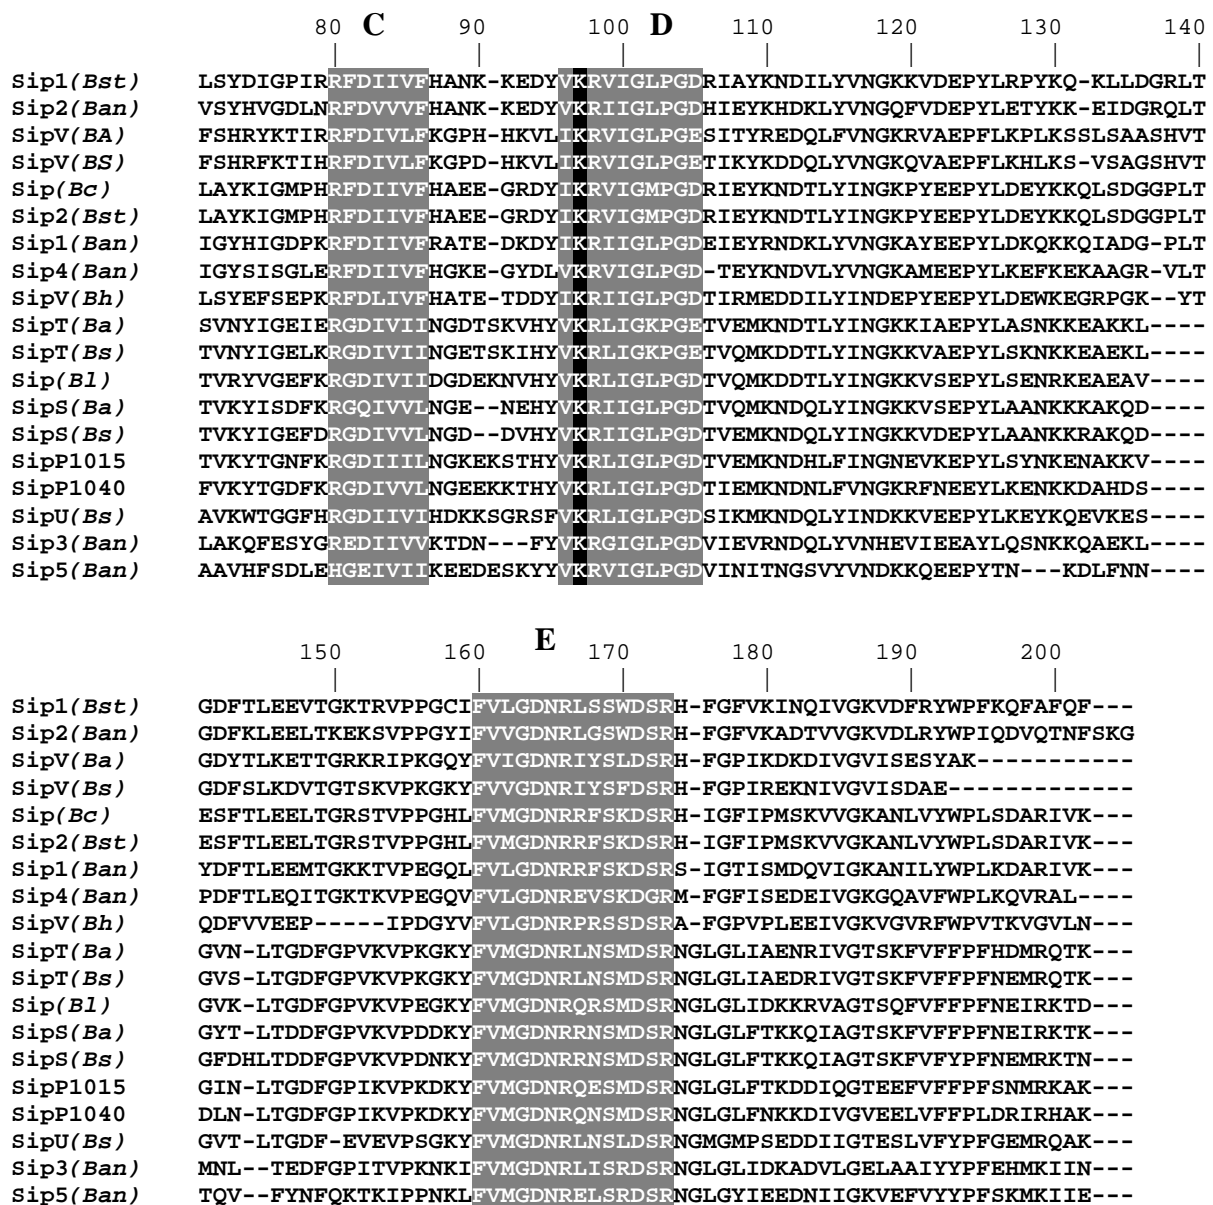 80 C 90 100 D 110 120 130 140
Sip1(Bst) LSYDIGPIRRFDIIVFHANK-KEDYVKRVIGLPGDRIAYKNDILYVNGKKVDEPYLRPYKQ-KLLDGRLT
Sip2(Ban) VSYHVGDLNRFDVVVFHANK-KEDYVKRIIGLPGDHIEYKHDKLYVNGQFVDEPYLETYKK-EIDGRQLT
SipV(BA) FSHRYKTIRRFDIVLFKGPH-HKVLIKRVIGLPGESITYREDQLFVNGKRVAEPFLKPLKSSLSAASHVT
SipV(BS) FSHRFKTIHRFDIVLFKGPD-HKVLIKRVIGLPGETIKYKDDQLYVNGKQVAEPFLKHLKS-VSAGSHVT
Sip(Bc) LAYKIGMPHRFDIIVFHAEE-GRDYIKRVIGMPGDRIEYKNDTLYINGKPYEEPYLDEYKKQLSDGGPLT
Sip2(Bst) LAYKIGMPHRFDIIVFHAEE-GRDYIKRVIGMPGDRIEYKNDTLYINGKPYEEPYLDEYKKQLSDGGPLT
Sip1(Ban) IGYHIGDPKRFDIIVFRATE-DKDYIKRIIGLPGDEIEYRNDKLYVNGKAYEEPYLDKQKKQIADG-PLT
Sip4(Ban) IGYSISGLERFDIIVFHGKE-GYDLVKRVIGLPGD-TEYKNDVLYVNGKAMEEPYLKEFKEKAAGR-VLT
SipV(Bh) LSYEFSEPKRFDLIVFHATE-TDDYIKRIIGLPGDTIRMEDDILYINDEPYEEPYLDEWKEGRPGK--YT
SipT(Ba) SVNYIGEIERGDIVIINGDTSKVHYVKRLIGKPGETVEMKNDTLYINGKKIAEPYLASNKKEAKKL----
SipT(Bs) TVNYIGELKRGDIVIINGETSKIHYVKRLIGKPGETVQMKDDTLYINGKKVAEPYLSKNKKEAEKL----
Sip(Bl) TVRYVGEFKRGDIVIIDGDEKNVHYVKRLIGLPGDTVQMKDDTLYINGKKVSEPYLSENRKEAEAV----
SipS(Ba) TVKYISDFKRGQIVVLNGE--NEHYVKRIIGLPGDTVQMKNDQLYINGKKVSEPYLAANKKKAKQD----
SipS(Bs) TVKYIGEFDRGDIVVLNGD--DVHYVKRIIGLPGDTVEMKNDQLYINGKKVDEPYLAANKKRAKQD----
SipP1015 TVKYTGNFKRGDIIILNGKEKSTHYVKRLIGLPGDTVEMKNDHLFINGNEVKEPYLSYNKENAKKV----
SipP1040 FVKYTGDFKRGDIVVLNGEEKKTHYVKRLIGLPGDTIEMKNDNLFVNGKRFNEEYLKENKKDAHDS----
SipU(Bs) AVKWTGGFHRGDIIVIHDKKSGRSFVKRLIGLPGDSIKMKNDQLYINDKKVEEPYLKEYKQEVKES----
Sip3(Ban) LAKQFESYGREDIIVVKTDN---FYVKRGIGLPGDVIEVRNDQLYVNHEVIEEAYLQSNKKQAEKL----
Sip5(Ban) AAVHFSDLEHGEIVIIKEEDESKYYVKRVIGLPGDVINITNGSVYVNDKKQEEPYTN---KDLFNN----
150 160 E 170 180 190 200
Sip1(Bst) GDFTLEEVTGKTRVPPGCIFVLGDNRLSSWDSRH-FGFVKINQIVGKVDFRYWPFKQFAFQF---
Sip2(Ban) GDFKLEELTKEKSVPPGYIFVVGDNRLGSWDSRH-FGFVKADTVVGKVDLRYWPIQDVQTNFSKG
SipV(Ba) GDYTLKETTGRKRIPKGQYFVIGDNRIYSLDSRH-FGPIKDKDIVGVISESYAK-----------
SipV(Bs) GDFSLKDVTGTSKVPKGKYFVVGDNRIYSFDSRH-FGPIREKNIVGVISDAE-------------
Sip(Bc) ESFTLEELTGRSTVPPGHLFVMGDNRRFSKDSRH-IGFIPMSKVVGKANLVYWPLSDARIVK---
Sip2(Bst) ESFTLEELTGRSTVPPGHLFVMGDNRRFSKDSRH-IGFIPMSKVVGKANLVYWPLSDARIVK---
Sip1(Ban) YDFTLEEMTGKKTVPEGQLFVLGDNRRFSKDSRS-IGTISMDQVIGKANILYWPLKDARIVK---
Sip4(Ban) PDFTLEQITGKTKVPEGQVFVLGDNREVSKDGRM-FGFISEDEIVGKGQAVFWPLKQVRAL----
SipV(Bh) QDFVVEEP-----IPDGYVFVLGDNRPRSSDSRA-FGPVPLEEIVGKVGVRFWPVTKVGVLN---
SipT(Ba) GVN-LTGDFGPVKVPKGKYFVMGDNRLNSMDSRNGLGLIAENRIVGTSKFVFFPFHDMRQTK---
SipT(Bs) GVS-LTGDFGPVKVPKGKYFVMGDNRLNSMDSRNGLGLIAEDRIVGTSKFVFFPFNEMRQTK---
Sip(Bl) GVK-LTGDFGPVKVPEGKYFVMGDNRQRSMDSRNGLGLIDKKRVAGTSQFVFFPFNEIRKTD---
SipS(Ba) GYT-LTDDFGPVKVPDDKYFVMGDNRRNSMDSRNGLGLFTKKQIAGTSKFVFFPFNEIRKTK---
SipS(Bs) GFDHLTDDFGPVKVPDNKYFVMGDNRRNSMDSRNGLGLFTKKQIAGTSKFVFYPFNEMRKTN---
SipP1015 GIN-LTGDFGPIKVPKDKYFVMGDNRQESMDSRNGLGLFTKDDIQGTEEFVFFPFSNMRKAK---
SipP1040 DLN-LTGDFGPIKVPKDKYFVMGDNRQNSMDSRNGLGLFNKKDIVGVEELVFFPLDRIRHAK---
SipU(Bs) GVT-LTGDF-EVEVPSGKYFVMGDNRLNSLDSRNGMGMPSEDDIIGTESLVFYPFGEMRQAK---
Sip3(Ban) MNL--TEDFGPITVPKNKIFVMGDNRLISRDSRNGLGLIDKADVLGELAAIYYPFEHMKIIN---
Sip5(Ban) TQV--FYNFQKTKIPPNKLFVMGDNRELSRDSRNGLGYIEEDNIIGKVEFVYYPFSKMKIIE---